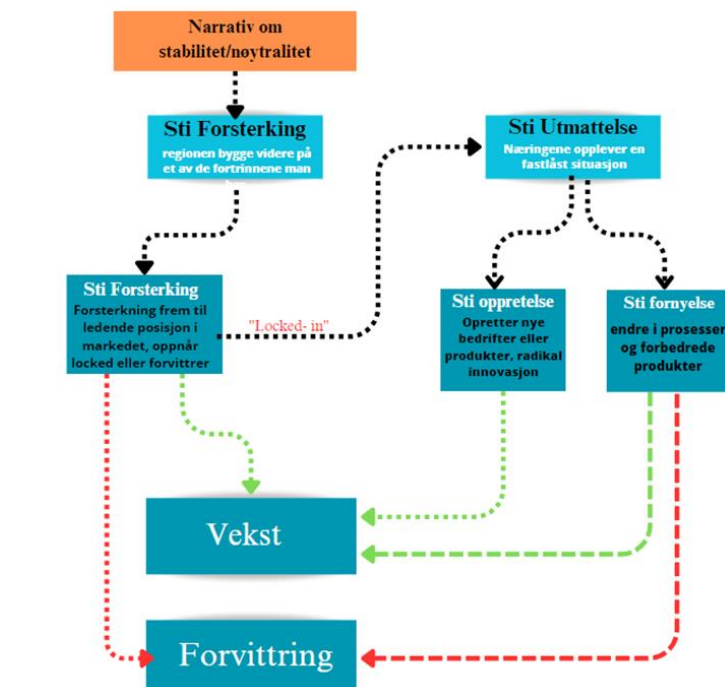 Narrativ om
stabilitet/nøytralitet
Sti Forsterking
regionen bygge videre på
et av de fortrinnene man
Sti Utmattelse
Næringene opplever en
fastlåst situasjon
Sti Forsterking
Forsterkning frem til
ledende posisjon i
markedet, oppnår
locked eller forvittrer
"Locked- in"
Sti oppretelse
Opretter nye
bedrifter eller
produkter, radikal
innovasjon
Sti fornyelse
endre i prosesser
og forbedrede
produkter
Vekst
Forvittring